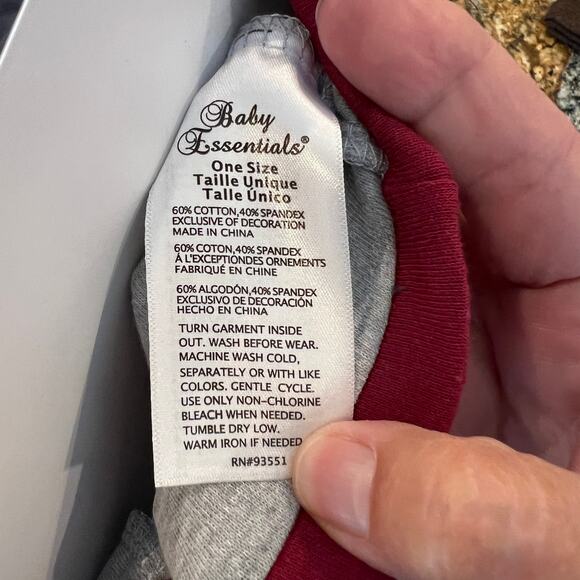 Baby
Essentials®
One Size
Taille Unique
Talle Único
60% COTTON,40% SPANDEX
EXCLUSIVE OF DECORATION
MADE IN CHINA
60% COTON,40% SPANDEX
À L'EXCEPTIONDES ORNEMENTS
FABRIQUÉ EN CHINE
60% ALGODÓN,40% SPANDEX
EXCLUSIVO DE DECORACIÓN
HECHO EN CHINA
TURN GARMENT INSIDE
OUT. WASH BEFORE WEAR.
MACHINE WASH COLD,
SEPARATELY OR WITH LIKE
COLORS. GENTLE CYCLE.
USE ONLY NON-CHLORINE
BLEACH WHEN NEEDED.
TUMBLE DRY LOW.
WARM IRON IF NEEDED
RN#93551